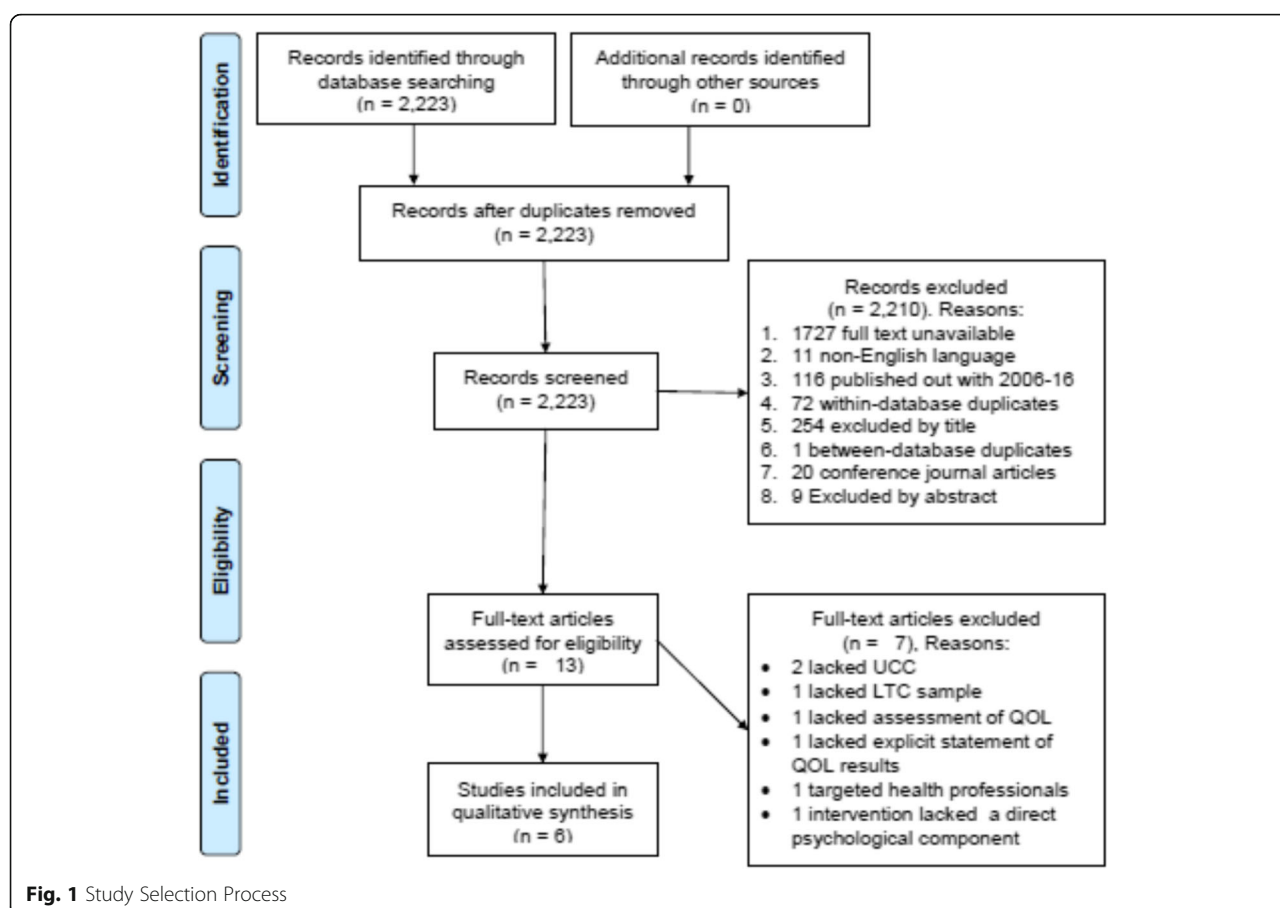 Identification
Records identified through
database searching
(n = 2,223)
Additional records identified
through other sources
(n = 0)
Records after duplicates removed
(n = 2,223)
Screening
Records screened
(n = 2,223)
Records excluded
(n = 2,210). Reasons:
1. 1727 full text unavailable
2. 11 non-English language
3. 116 published out with 2006-16
4. 72 within-database duplicates
5. 254 excluded by title
6. 1 between-database duplicates
7. 20 conference journal articles
8. 9 Excluded by abstract
Eligibility
Full-text articles
assessed for eligibility
(n = 13)
Full-text articles excluded
(n = 7), Reasons:
• 2 lacked UCC
• 1 lacked LTC sample
• 1 lacked assessment of QOL
• 1 lacked explicit statement of
QOL results
• 1 targeted health professionals
• 1 intervention lacked a direct
psychological component
Included
Studies included in
qualitative synthesis
(n = 6)
Fig. 1 Study Selection Process